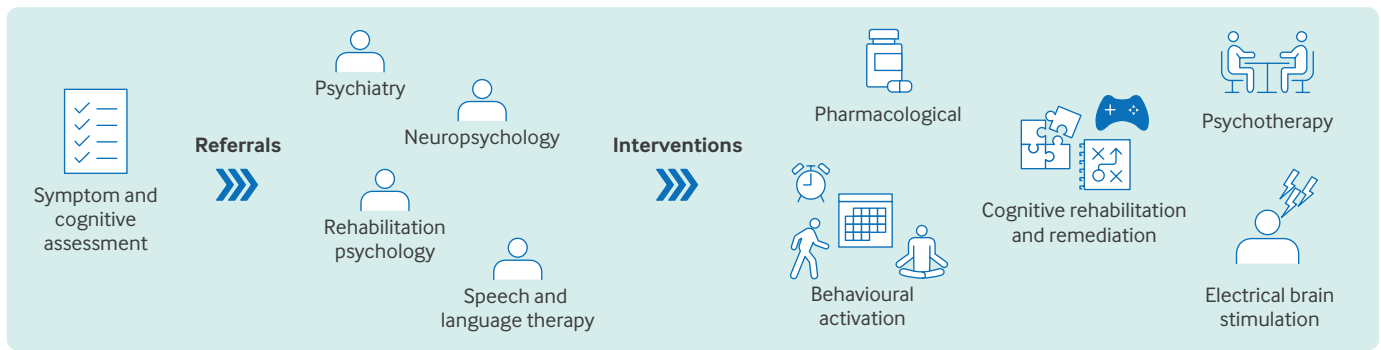 Symptom and
cognitive
assessment
Referrals
Psychiatry
Neuropsychology
Rehabilitation
psychology
Speech and
language therapy
Interventions
Pharmacological
Behavioural
activation
Cognitive rehabilitation
and remediation
Psychotherapy
Electrical brain
stimulation